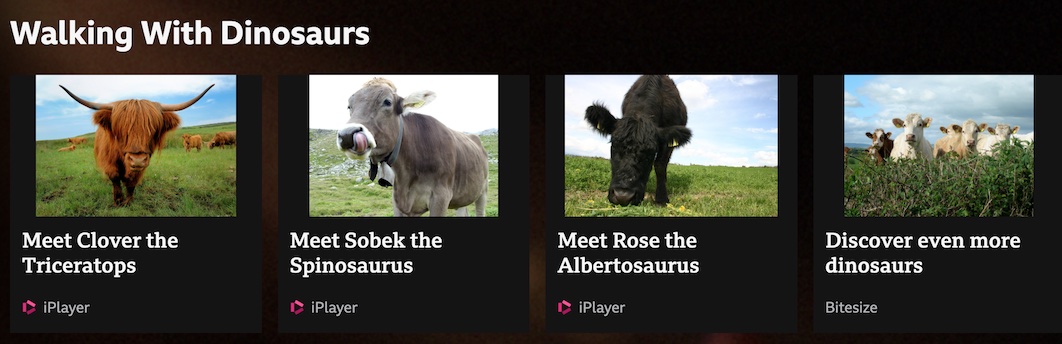 Walking With Dinosaurs
Meet Clover the
Triceratops
iPlayer
Meet Sobek the
Spinosaurus
iPlayer
Meet Rose the
Albertosaurus
iPlayer
Discover even more
dinosaurs
Bitesize